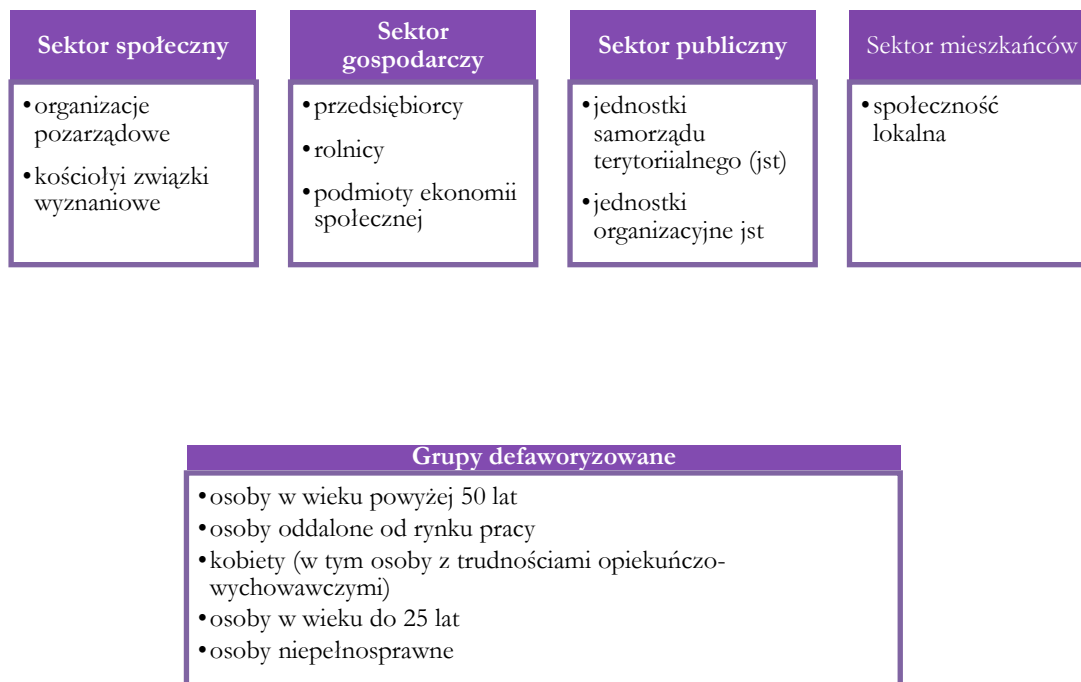 Sektor społeczny
•organizacje
pozarządowe
•kościołyi związki
wyznaniowe
Sektor
gospodarczy
•przedsiębiorcy
•rolnicy
•podmioty ekonomii
społecznej
Sektor publiczny
•jednostki
samorządu
terytoriialnego (jst)
•jednostki
organizacyjne jst
Sektor mieszkańców
•społeczność
lokalna
Grupy defaworyzowane
•osoby w wieku powyżej 50 lat
•osoby oddalone od rynku pracy
•kobiety (w tym osoby z trudnościami opiekuńczo-
wychowawczymi)
•osoby w wieku do 25 lat
•osoby niepełnosprawne